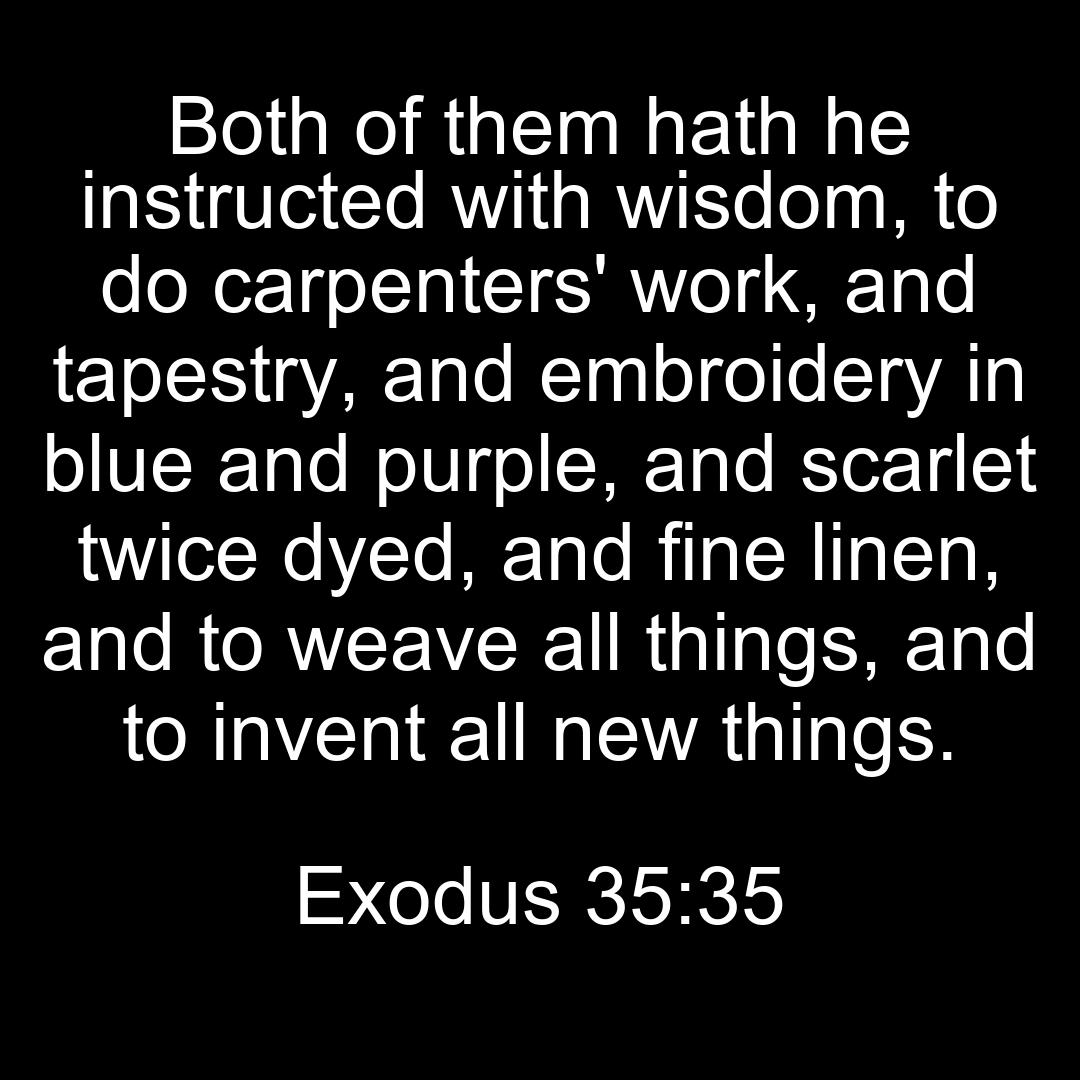 Both of them hath he
instructed with wisdom, to
do carpenters' work, and
tapestry, and embroidery in
blue and purple, and scarlet
twice dyed, and fine linen,
and to weave all things, and
to invent all new things.
Exodus 35:35